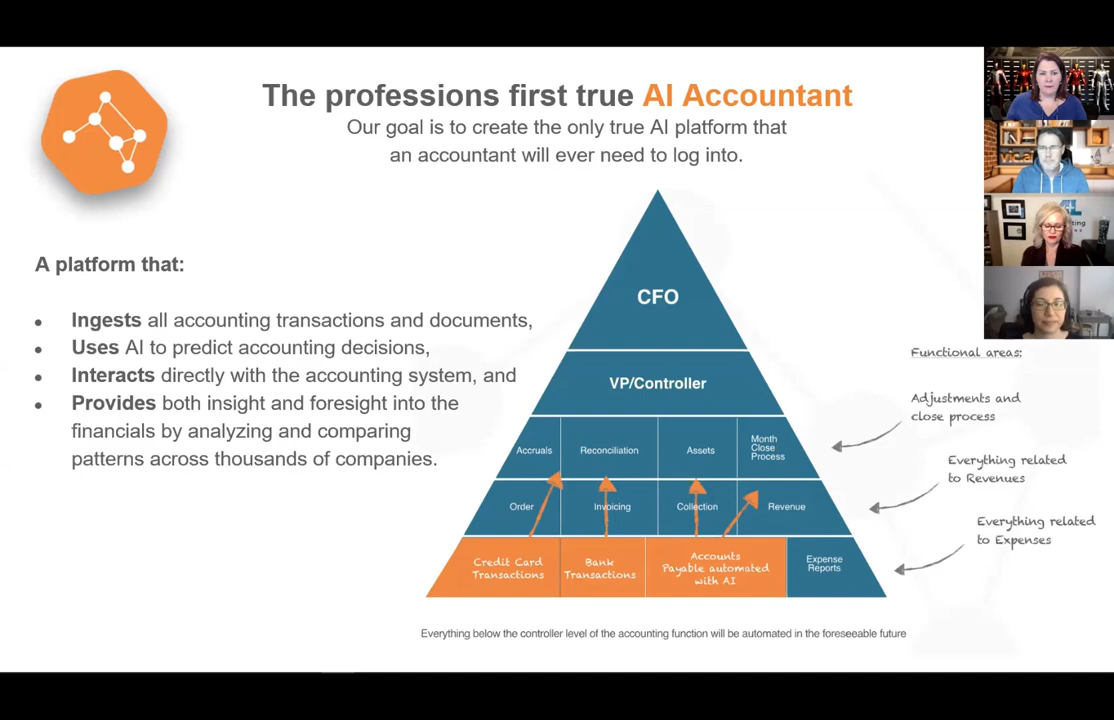 The professions first true AI Accountant
Our goal is to create the only true AI platform that
an accountant will ever need to log into.
A platform that:
Ingests all accounting transactions and documents,
Uses AI to predict accounting decisions,
Interacts directly with the accounting system, and
Provides both insight and foresight into the
financials by analyzing and comparing
patterns across thousands of companies.
CFO
VP/Controller
Accruals
Reconciliation
Assets
Month
Close
Process
Order
Invoicing
Collection
Revenue
Credit Card
Transactions
Bank
Transactions
Accounts
Payable automated
with AI
Expense
Reports
Functional areas:
Adjustments and
close process
Everything related
to Revenues
Everything related
to Expenses
Everything below the controller level of the accounting function will be automated in the foreseeable future